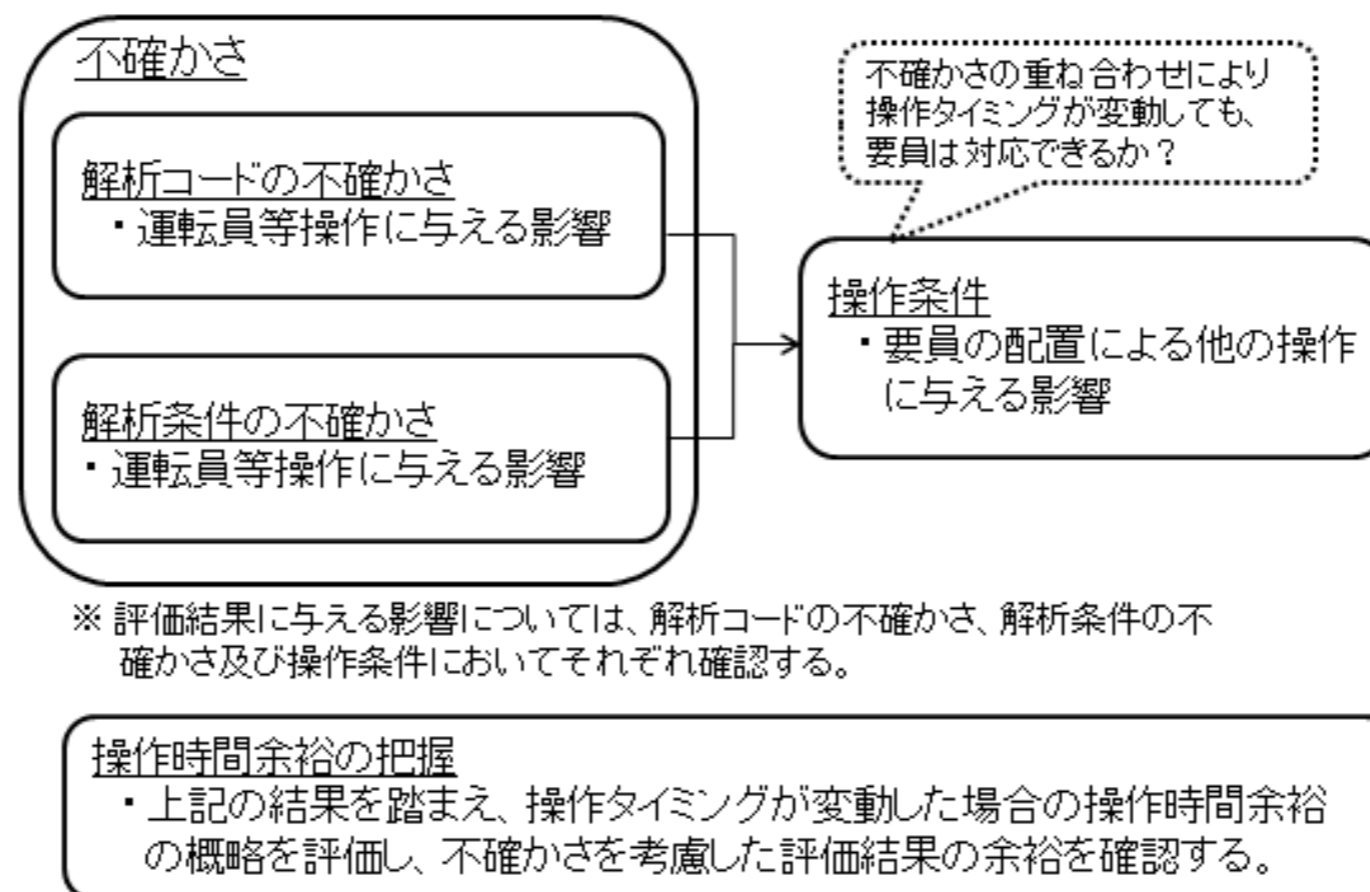 不確かさ
解析コードの不確かさ
・運転員等操作に与える影響
解析条件の不確かさ
・運転員等操作に与える影響
不確かさの重ね合わせにより
操作タイミングが変動しても、
要員は対応できるか？
操作条件
・要員の配置による他の操作
に与える影響
※ 評価結果に与える影響については、解析コードの不確かさ、解析条件の不
確かさ及び操作条件においてそれぞれ確認する。
操作時間余裕の把握
・上記の結果を踏まえ、操作タイミングが変動した場合の操作時間余裕
の概略を評価し、不確かさを考慮した評価結果の余裕を確認する。